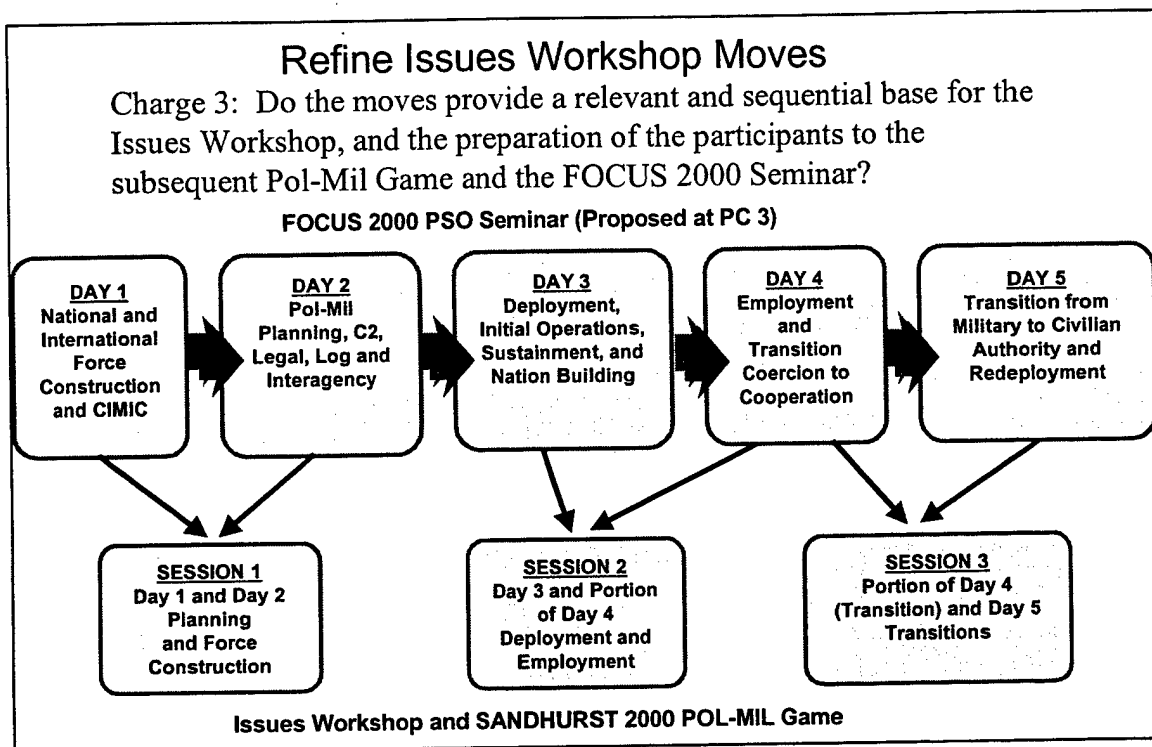 Refine Issues Workshop Moves
Charge 3: Do the moves provide a relevant and sequential base for the
Issues Workshop, and the preparation of the participants to the
subsequent Pol-Mil Game and the FOCUS 2000 Seminar?
FOCUS 2000 PSO Seminar (Proposed at PC 3)
DAY 1
National and
International
Force
Construction
and CIMIC
DAY 2
Pol-Mil
Planning, C2,
Legal, Log and
Interagency
DAY 3
Deployment,
Initial Operations,
Sustainment, and
Nation Building
DAY 4
Employment
and
Transition
Coercion to
Cooperation
DAY 5
Transition from
Military to Civilian
Authority and
Redeployment
SESSION 1
Day 1 and Day 2
Planning
and Force
Construction
SESSION 2
Day 3 and Portion
of Day 4
Deployment and
Employment
SESSION 3
Portion of Day 4
(Transition) and Day 5
Transitions
Issues Workshop and SANDHURST 2000 POL-MIL Game